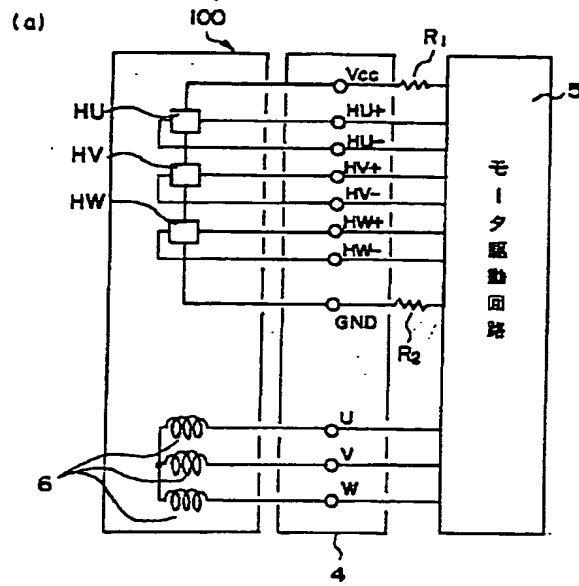 (a)
100
R1
Vcc
5
HU
HU+
HU-
HV
HV+
HV-
HW
HW+
HW-
モータ駆動回路
GND
R2
U
V
6
W
4